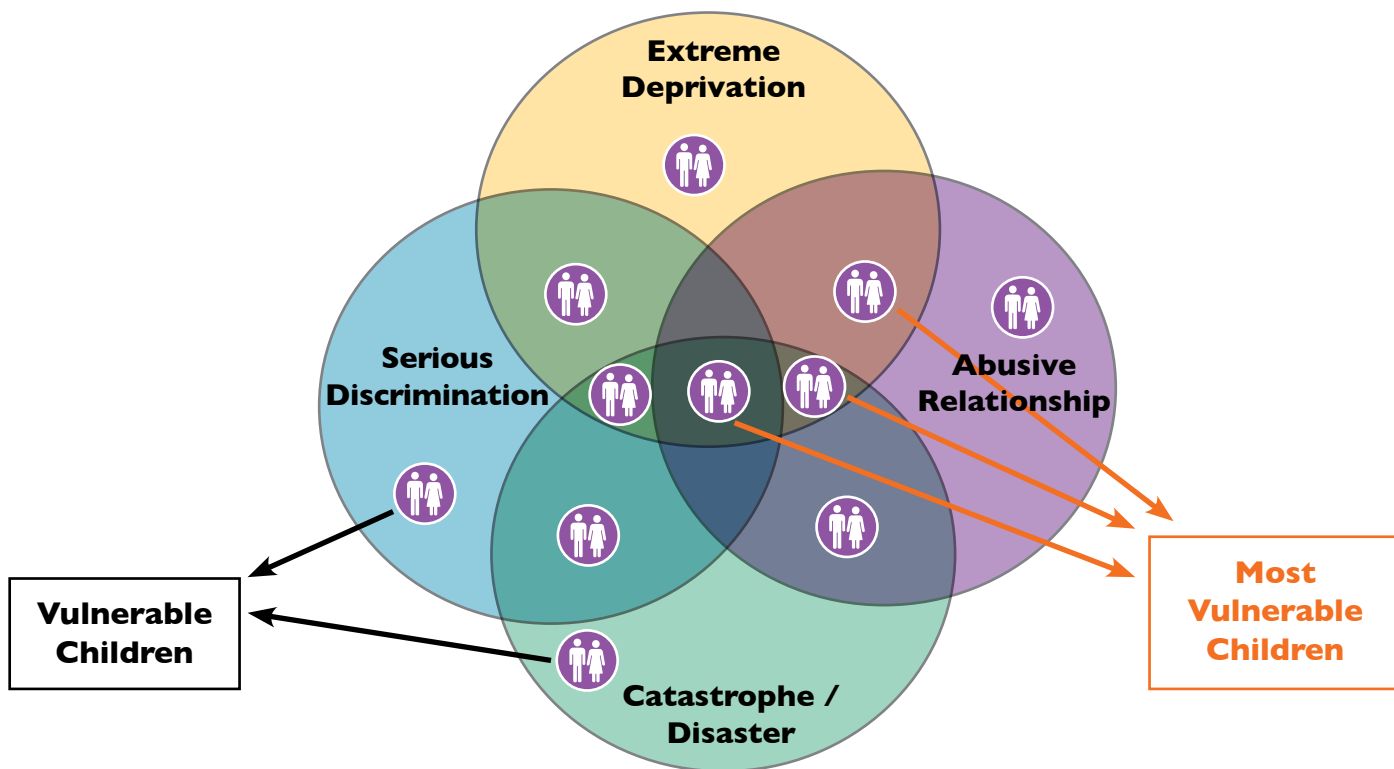 Extreme
Deprivation
Serious
Discrimination
Abusive
Relationship
Vulnerable
Children
Most
Vulnerable
Children
Catastrophe /
Disaster